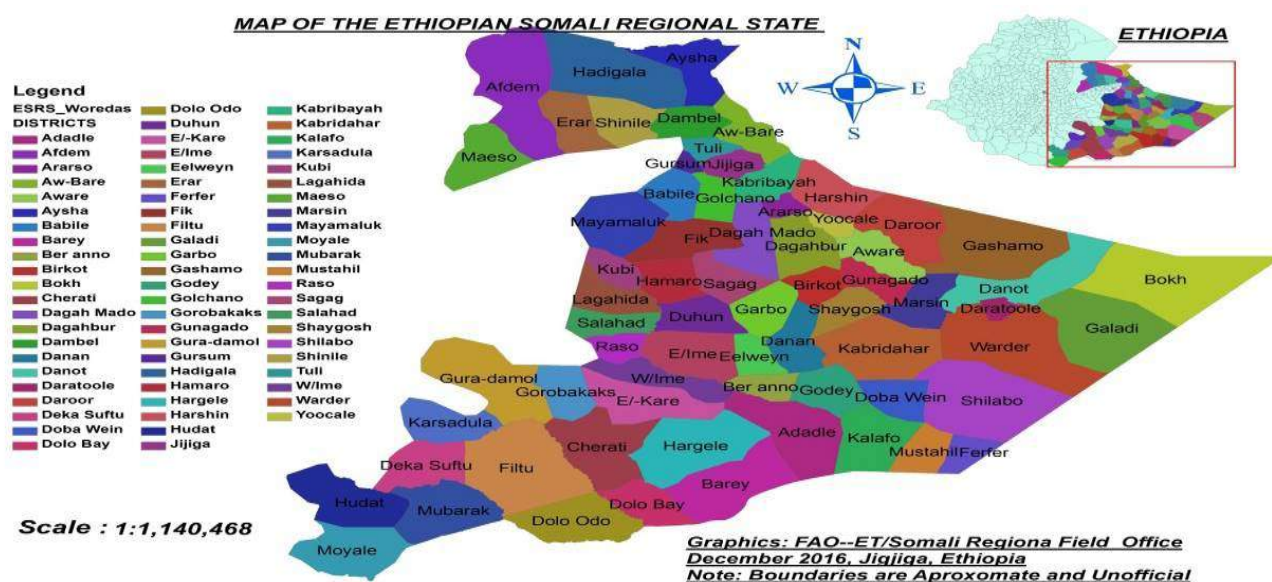 MAP OF THE ETHIOPIAN SOMALI REGIONAL STATE
N
W E
S
ETHIOPIA
Legend
ESRS_Woredas
DISTRICTS
Adadle
Afdem
Ararso
Aw-Bare
Aware
Aysha
Babile
Barey
Ber anno
Birkot
Bokh
Cherati
Dagah Mado
Dagahbur
Dambel
Danan
Danot
Daratoole
Daroor
Deka Suftu
Doba Wein
Dolo Bay
Dolo Odo
Duhun
E/-Kare
E/Ime
Eelweyn
Erar
Ferfer
Fik
Filtu
Galadi
Garbo
Gashamo
Godey
Golchano
Gorobakaks
Gunagado
Gura-damol
Gursum
Hadigala
Hamaro
Hargele
Harshin
Hudat
Jijiga
Kabribayah
Kabridahar
Kalafo
Karsadula
Kubi
Lagahida
Maeso
Marsin
Mayamaluk
Moyale
Mubarak
Mustahil
Raso
Sagag
Salahad
Shaygosh
Shilabo
Shinile
Tuli
W/Ime
Warder
Yoocale
Aysha
Hadigala
Afdem
Erar
Shinile
Dambel
Aw-Bare
Maeso
Tuli
Gursum
Jijiga
Kabribayah
Babile
Golchano
Harshin
Ararso
Yoocale
Daroor
Mayamaluk
Fik
Dagah Mado
Dagahbur
Aware
Gashamo
Kubi
Hamaro
Sagag
Birkot
Gunagado
Danot
Bokh
Lagahida
Marsin
Daratoole
Galadi
Salahad
Duhun
Garbo
Shaygosh
Raso
E/Ime
Eelweyn
Danan
Kabridahar
Warder
W/Ime
Gura-damol
Gorobakaks
E/-Kare
Ber anno
Godey
Doba Wein
Shilabo
Karsadula
Cherati
Hargele
Adadle
Kalafo
Mustahil
Ferfer
Deka Suftu
Filtu
Barey
Hudat
Mubarak
Dolo Bay
Dolo Odo
Moyale
Scale : 1:1,140,468
Graphics: FAO--ET/Somali Regiona Field Office
December 2016, Jiqjiqa, Ethiopia
Note: Boundaries are Aproxomate and Unofficial